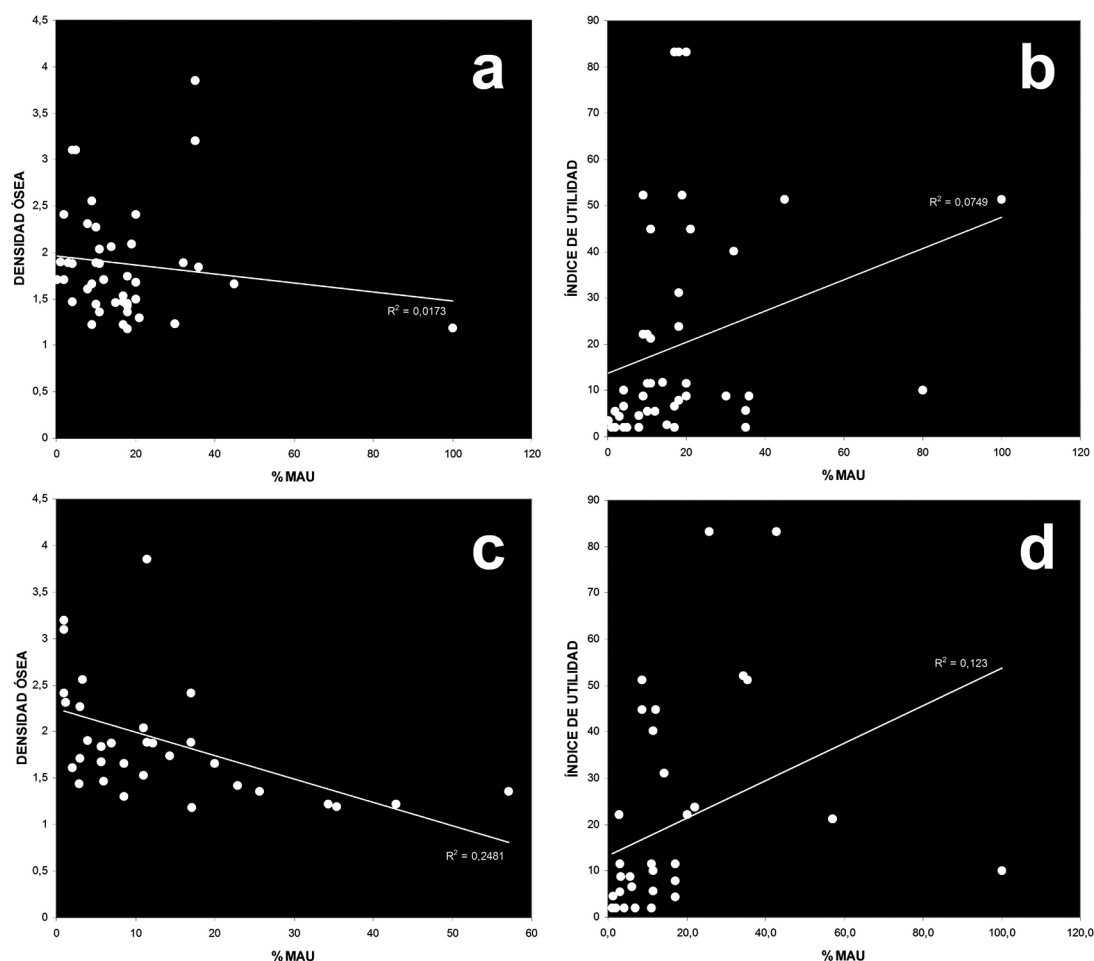 a
DENSIDAD ÓSEA
4,5
4
3,5
3
2,5
2
1,5
1
0,5
0
R² = 0,0173
0 20 40 60 80 100 120
% MAU
b
ÍNDICE DE UTILIDAD
90
80
70
60
50
40
30
20
10
0
R² = 0,0749
0 20 40 60 80 100 120
% MAU
c
DENSIDAD ÓSEA
4,5
4
3,5
3
2,5
2
1,5
1
0,5
0
R² = 0,2481
0 10 20 30 40 50 60
% MAU
d
ÍNDICE DE UTILIDAD
90
80
70
60
50
40
30
20
10
0
R² = 0,123
0,0 20,0 40,0 60,0 80,0 100,0 120,0
% MAU